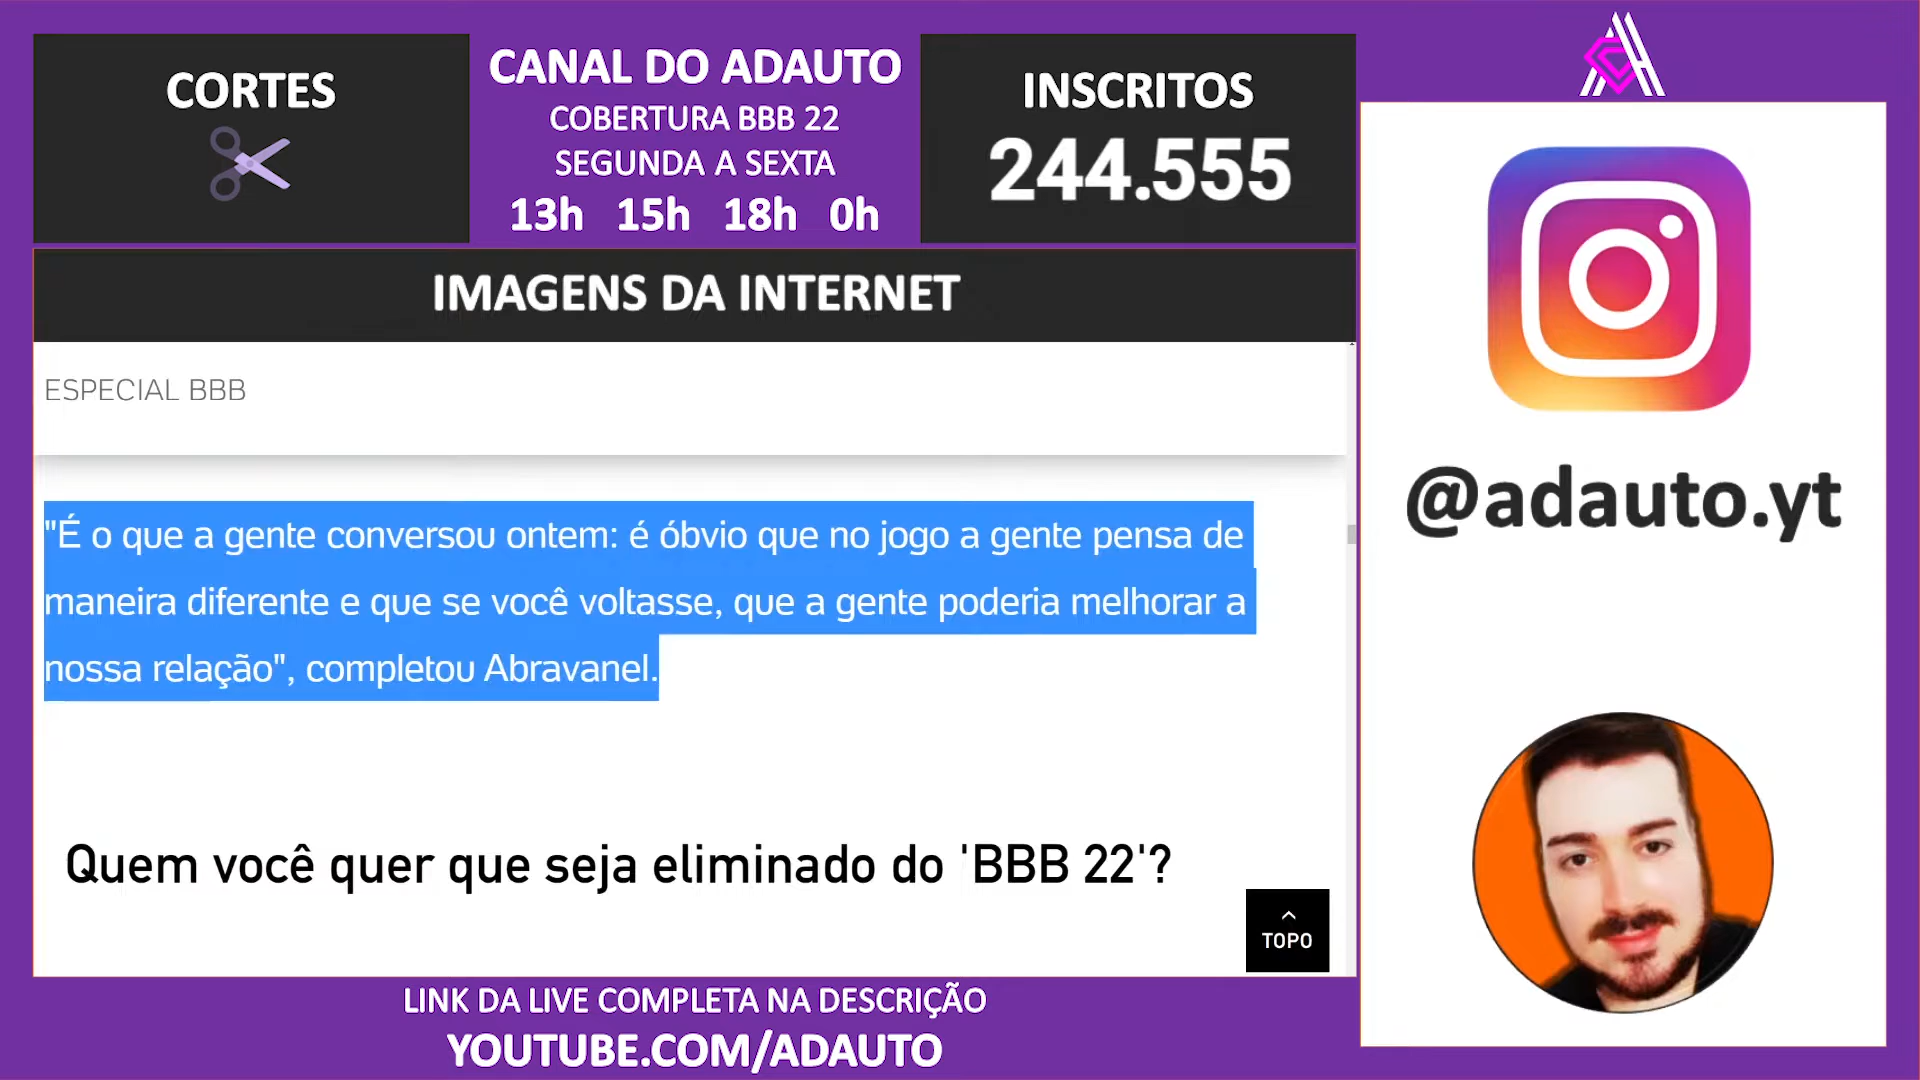 CORTES
CANAL DO ADAUTO
COBERTURA BBB 22
SEGUNDA A SEXTA
13h 15h 18h 0h
INSCRITOS
244.555
IMAGENS DA INTERNET
ESPECIAL BBB
"É o que a gente conversou ontem: é óbvio que no jogo a gente pensa de
maneira diferente e que se você voltasse, que a gente poderia melhorar a
nossa relação", completou Abravanel.
Quem você quer que seja eliminado do 'BBB 22'?
TOPO
LINK DA LIVE COMPLETA NA DESCRIÇÃO
YOUTUBE.COM/ADAUTO
@adauto.yt